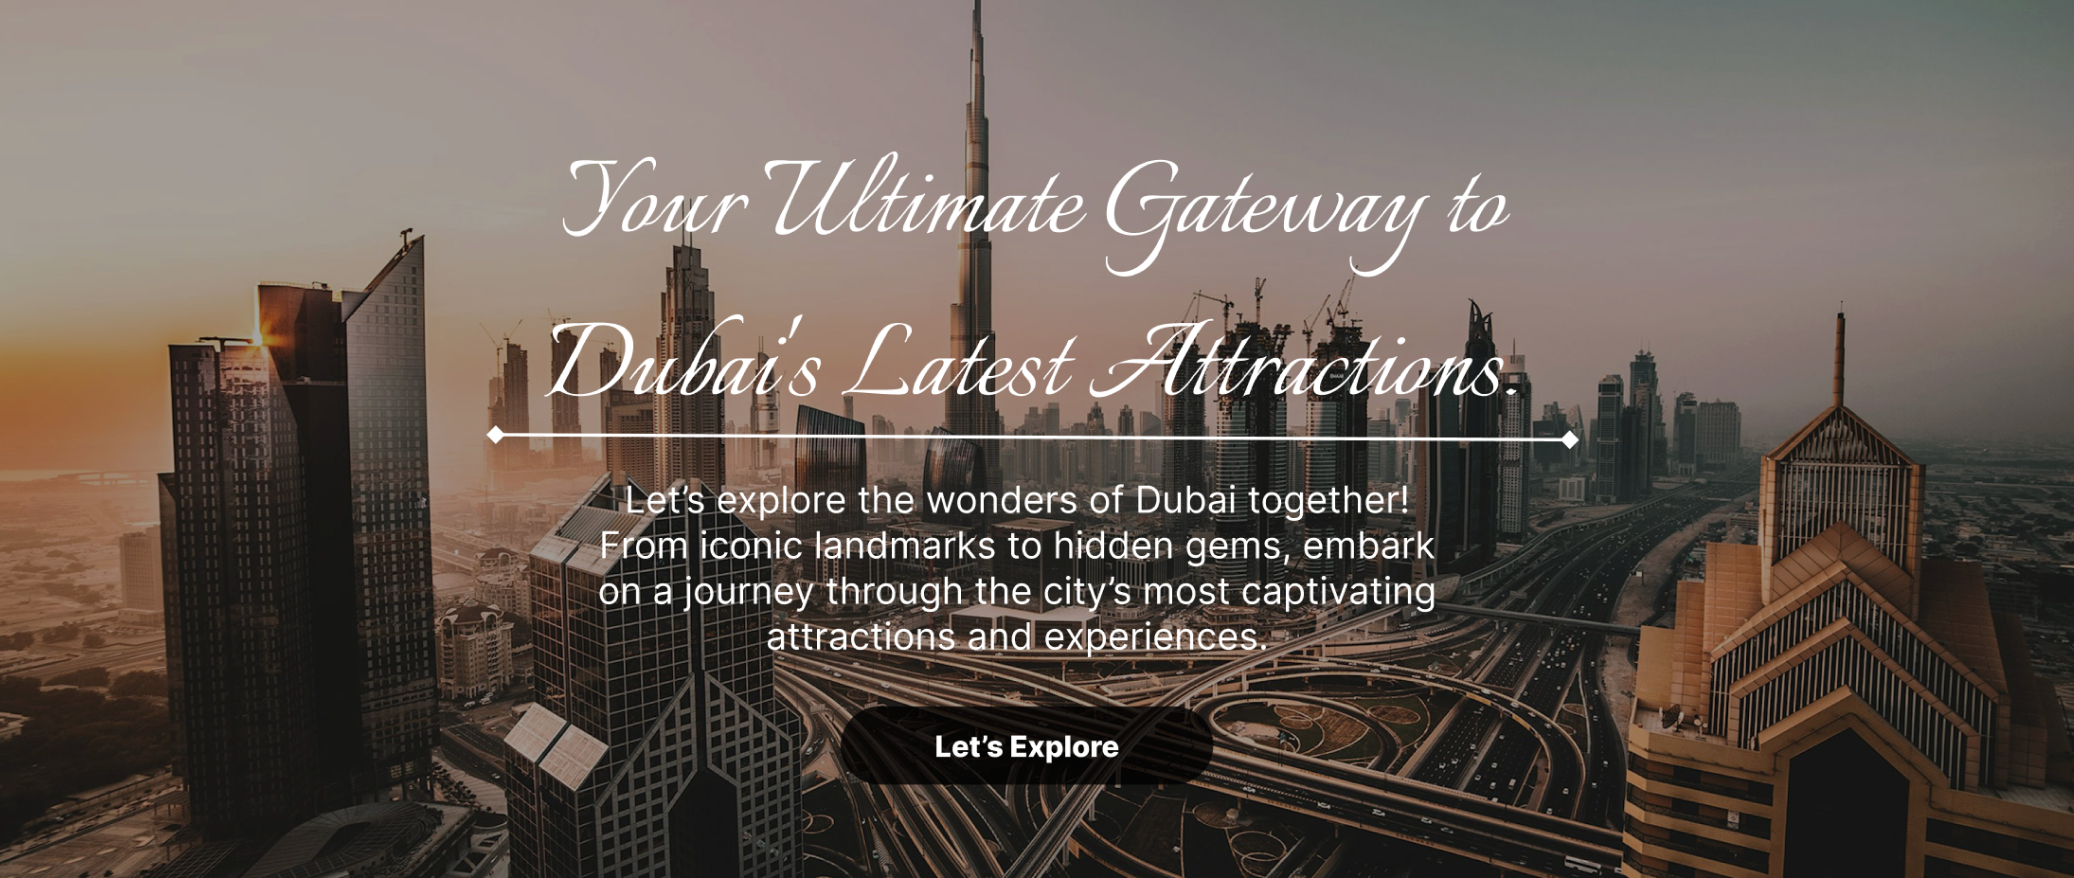 Your Ultimate Gateway to
Dubai's Latest Attractions.
Let’s explore the wonders of Dubai together!
From iconic landmarks to hidden gems, embark
on a journey through the city’s most captivating
attractions and experiences.
Let’s Explore